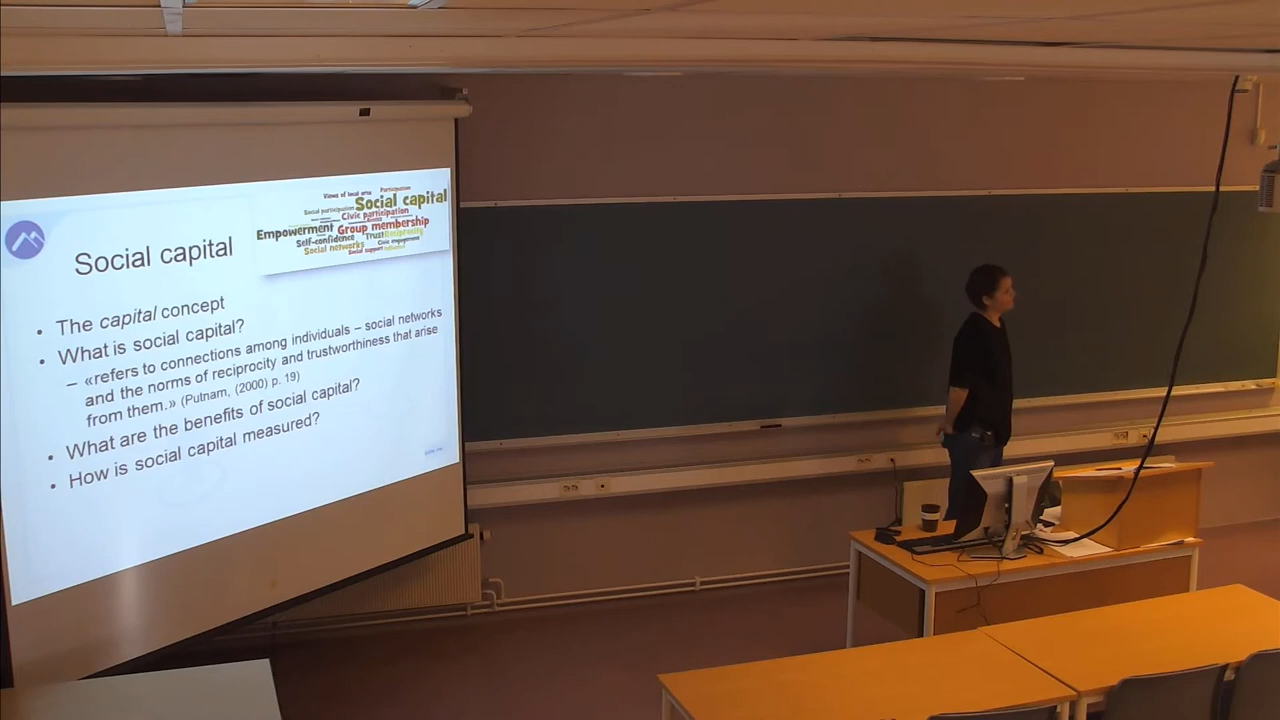 Views of local area
Participation
Social participation
Social capital
Civic participation
Empowerment
Group membership
Self-confidence
Trust
Reciprocity
Social networks
Civic engagement
Social support
Social capital
• The capital concept
• What is social capital?
– «refers to connections among individuals – social networks
and the norms of reciprocity and trustworthiness that arise
from them.» (Putnam, (2000) p. 19)
• What are the benefits of social capital?
• How is social capital measured?